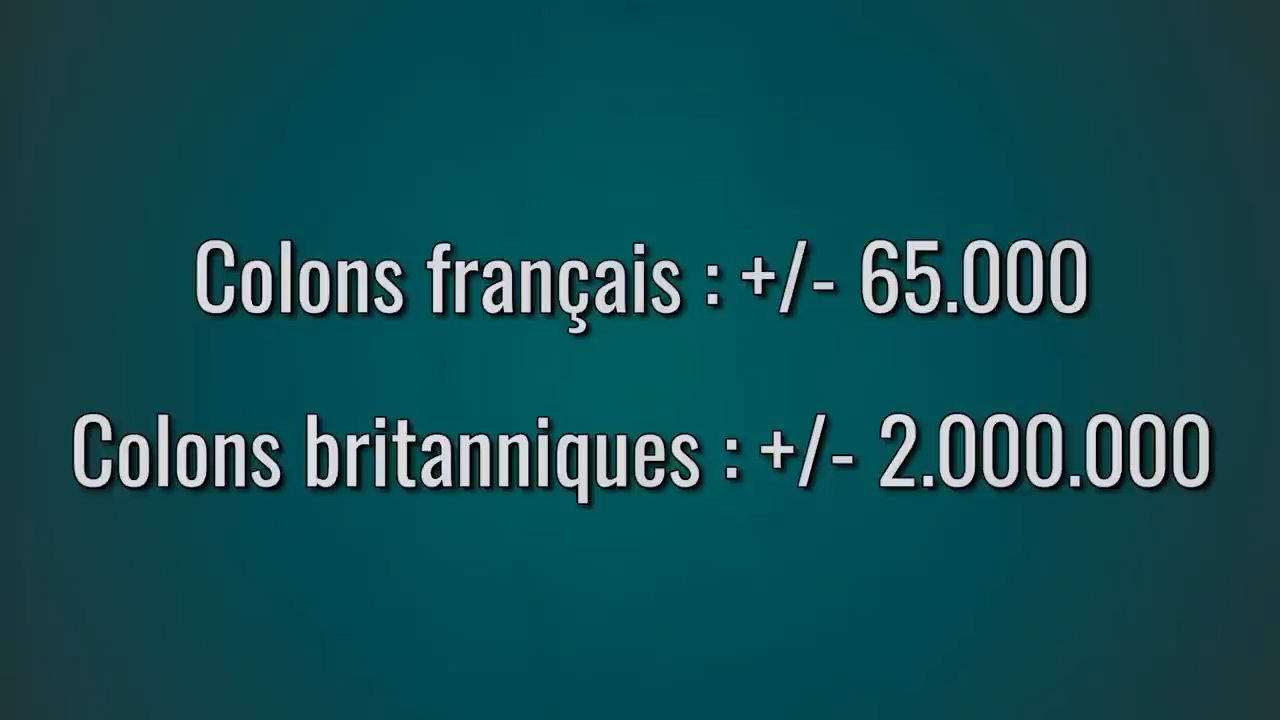 Colons français : +/- 65.000
Colons britanniques : +/- 2.000.000